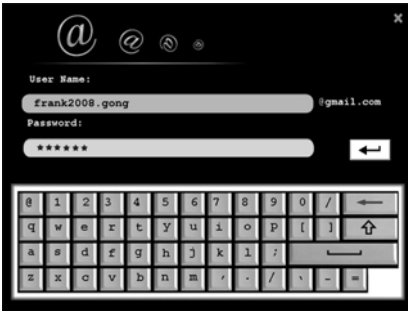 @ @ @ @
x
User Name:
frank2008.gong @gmail.com
Password:
******
@ 1 2 3 4 5 6 7 8 9 0 /
q w e r t y u i o p [ ]
a s d f g h j k l ;
z x c v b n m , . / ` - =